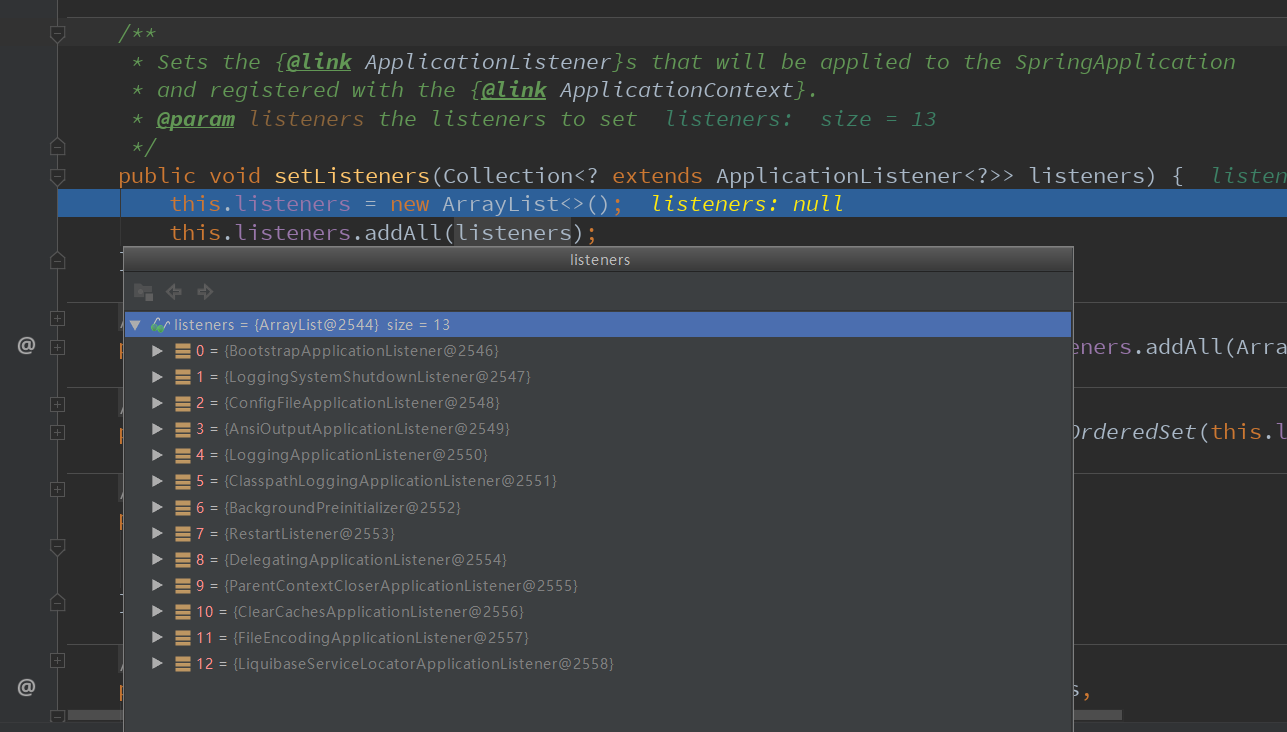 /**
* Sets the {@link ApplicationListener}s that will be applied to the SpringApplication
* and registered with the {@link ApplicationContext}.
* @param listeners the listeners to set listeners: size = 13
*/
public void setListeners(Collection<? extends ApplicationListener<?>> listeners) {
this.listeners = new ArrayList<>(); listeners: null
this.listeners.addAll(listeners);
listeners
listeners = {ArrayList@2544} size = 13
@ .addAll(
0 = {BootstrapApplicationListener@2546}
1 = {LoggingSystemShutdownListener@2547}
2 = {ConfigFileApplicationListener@2548}
3 = {AnsiOutputApplicationListener@2549}
OrderedSet(this.
4 = {LoggingApplicationListener@2550}
5 = {ClasspathLoggingApplicationListener@2551}
6 = {BackgroundPreinitializer@2552}
7 = {RestartListener@2553}
8 = {DelegatingApplicationListener@2554}
9 = {ParentContextCloserApplicationListener@2555}
10 = {ClearCachesApplicationListener@2556}
11 = {FileEncodingApplicationListener@2557}
12 = {LiquibaseServiceLocatorApplicationListener@2558}
@